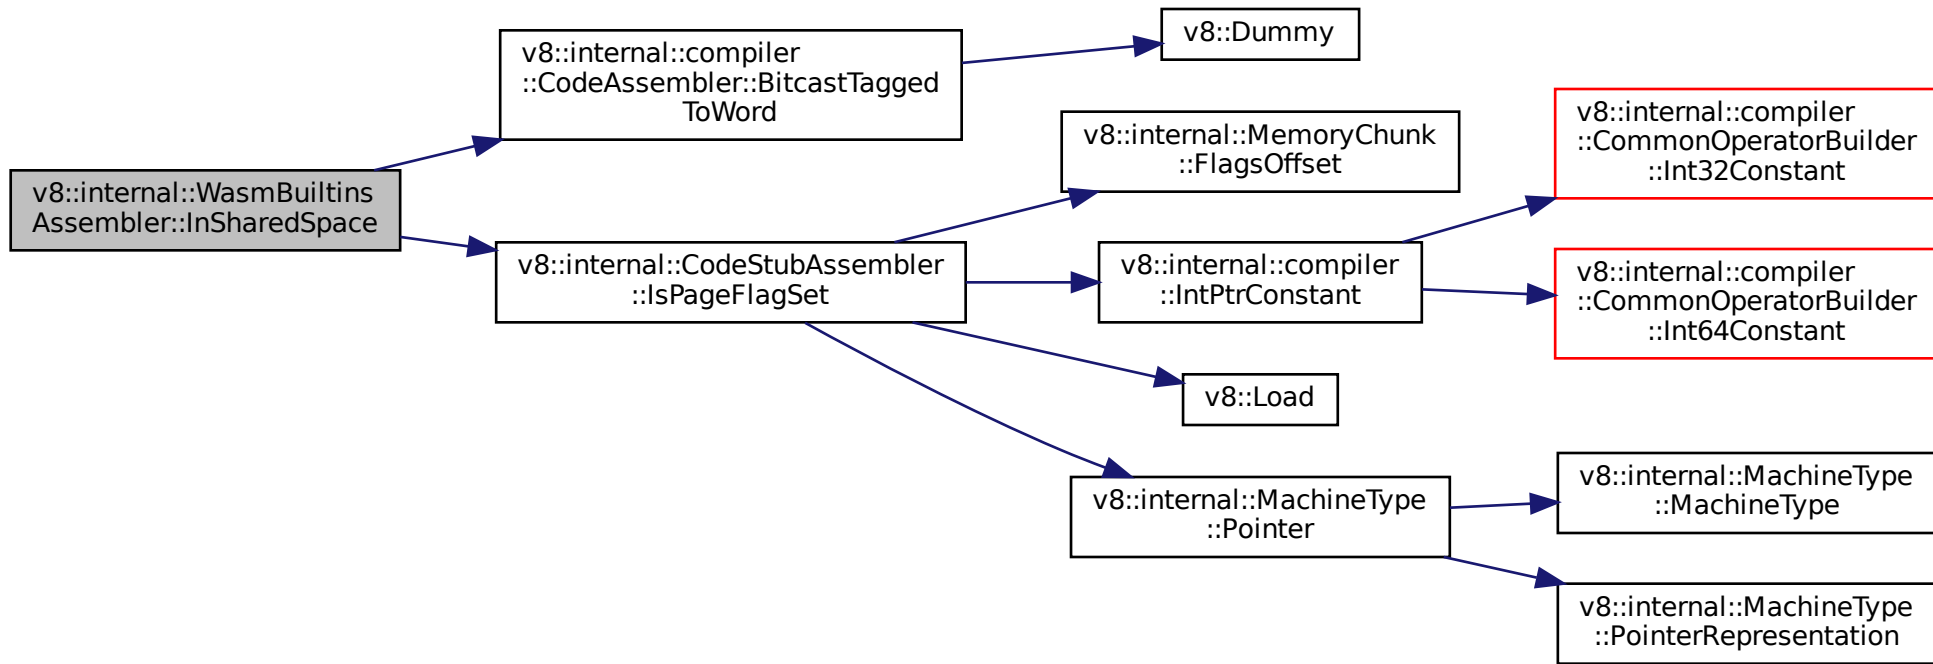 v8::internal::WasmBuiltins
Assembler::InSharedSpace
v8::internal::compiler
::CodeAssembler::BitcastTagged
ToWord
v8::Dummy
v8::internal::CodeStubAssembler
::IsPageFlagSet
v8::internal::MemoryChunk
::FlagsOffset
v8::internal::compiler
::IntPtrConstant
v8::internal::compiler
::CommonOperatorBuilder
::Int32Constant
v8::internal::compiler
::CommonOperatorBuilder
::Int64Constant
v8::Load
v8::internal::MachineType
::Pointer
v8::internal::MachineType
::MachineType
v8::internal::MachineType
::PointerRepresentation